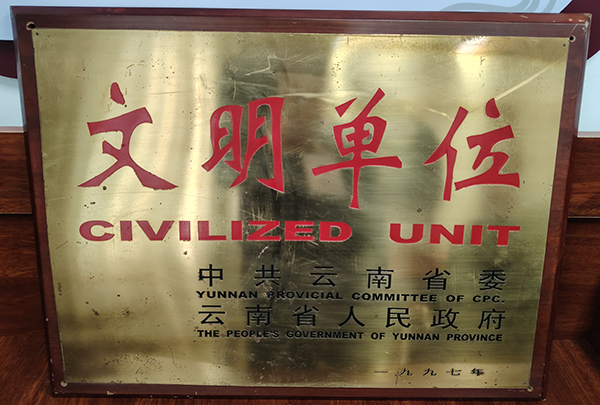 文明单位
CIVILIZED UNIT
中共云南省委
YUNNAN PROVICIAL COMMITTEE OF CPC.
云南省人民政府
THE PEOPLE'S GOVERNMENT OF YUNNAN PROVINCE
一九九七年